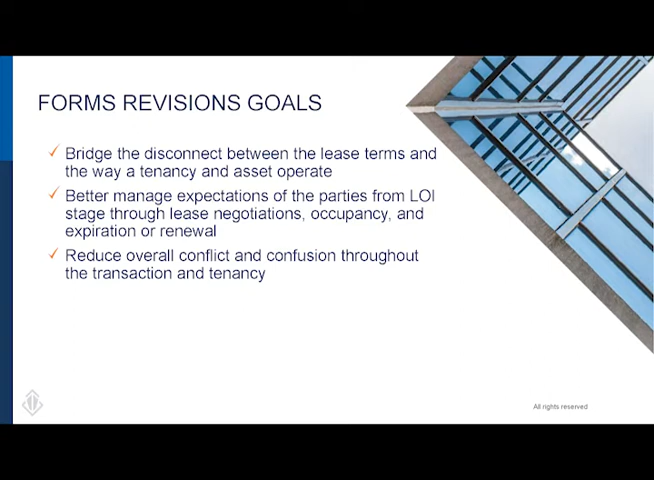 FORMS REVISIONS GOALS
Bridge the disconnect between the lease terms and
the way a tenancy and asset operate
Better manage expectations of the parties from LOI
stage through lease negotiations, occupancy, and
expiration or renewal
Reduce overall conflict and confusion throughout
the transaction and tenancy
All rights reserved